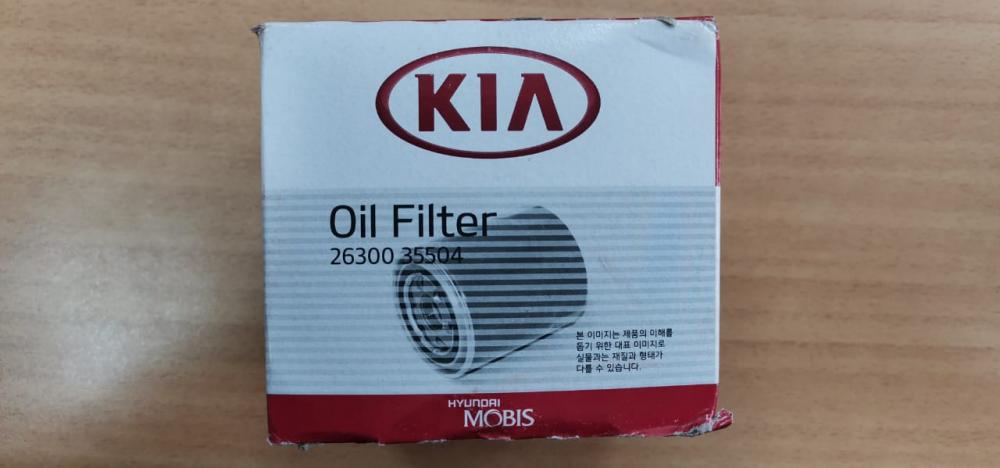 KIA
Oil Filter
26300 35504
본 이미지는 제품의 이해를
돕기 위한 대표 이미지로
실물과는 재질과 형태가
다를 수 있습니다.
HYUNDAI
MOBIS